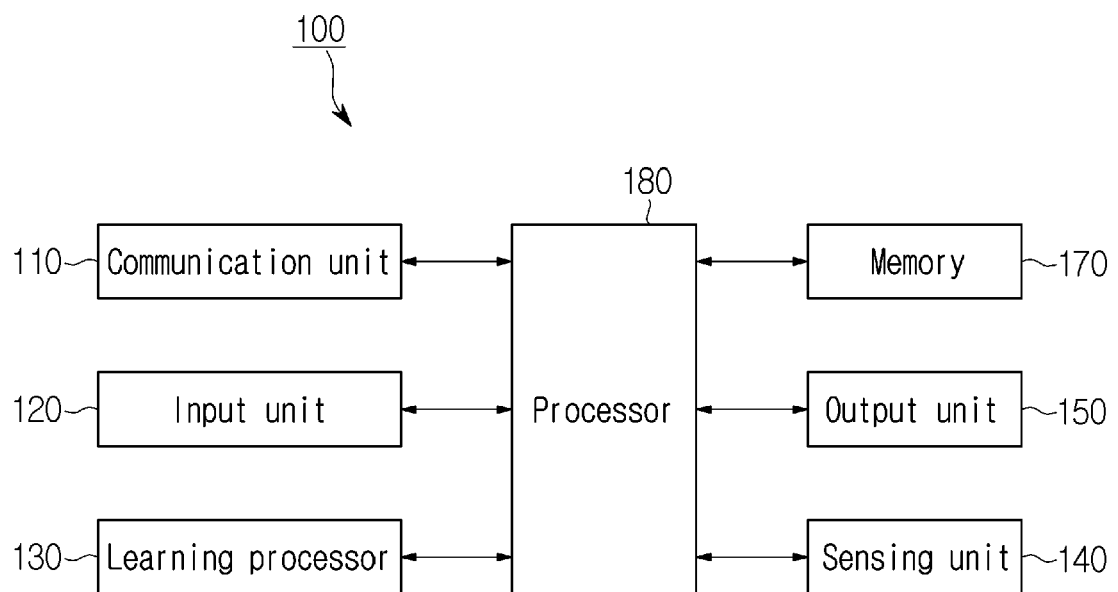 100
180
110 Communication unit Memory 170
120 Input unit Processor Output unit 150
130 Learning processor Sensing unit 140